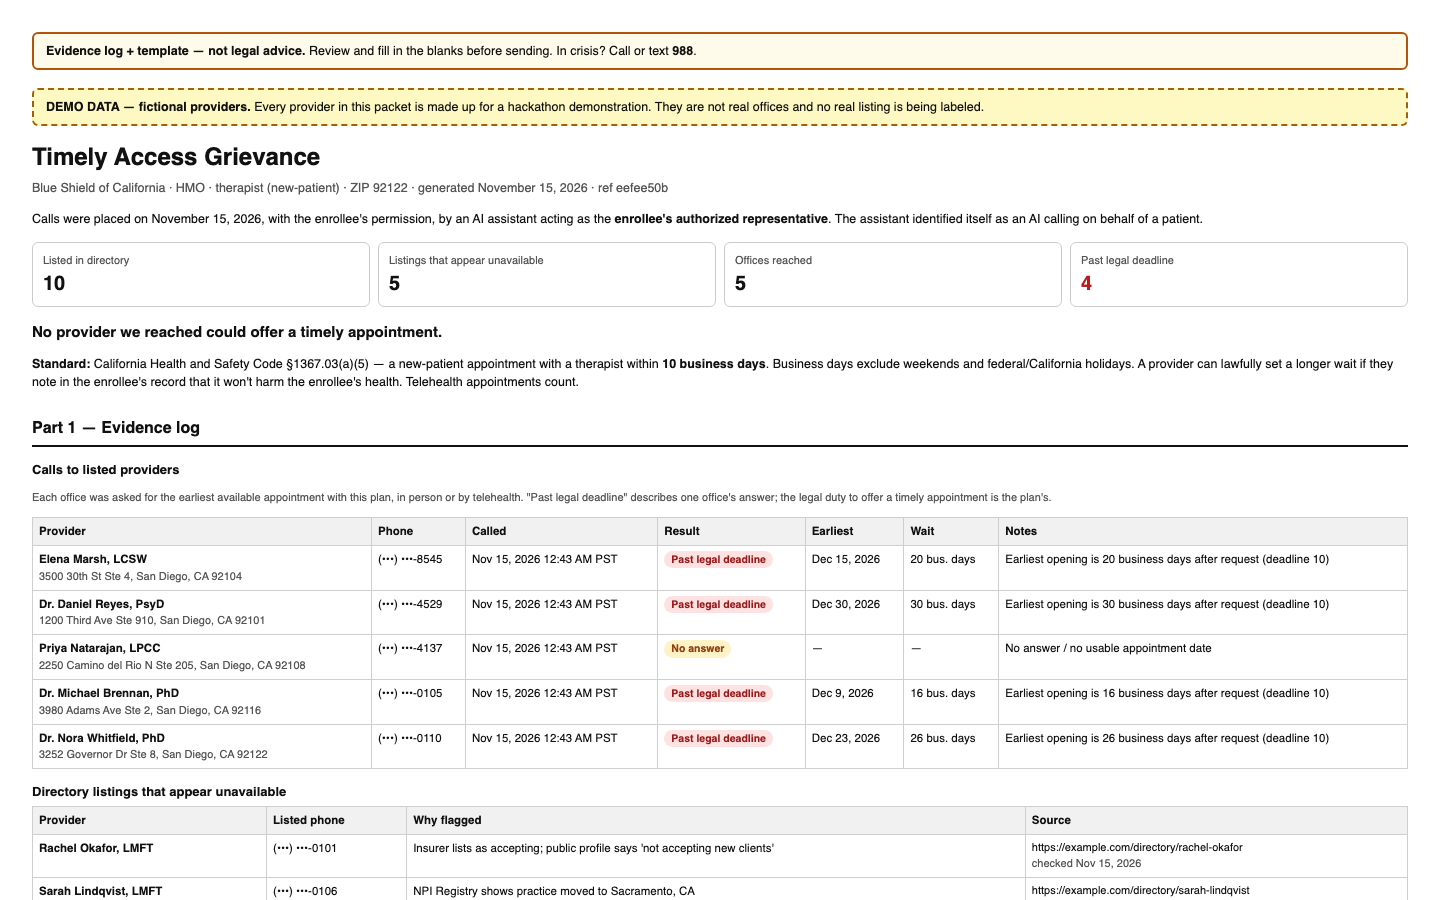 Evidence log + template — not legal advice. Review and fill in the blanks before sending. In crisis? Call or text 988.
DEMO DATA — fictional providers. Every provider in this packet is made up for a hackathon demonstration. They are not real offices and no real listing is being labeled.
Timely Access Grievance
Blue Shield of California · HMO · therapist (new-patient) · ZIP 92122 · generated November 15, 2026 · ref eefee50b
Calls were placed on November 15, 2026, with the enrollee's permission, by an AI assistant acting as the enrollee's authorized representative. The assistant identified itself as an AI calling on behalf of a patient.
Listed in directory
10
Listings that appear unavailable
5
Offices reached
5
Past legal deadline
4
No provider we reached could offer a timely appointment.
Standard: California Health and Safety Code §1367.03(a)(5) — a new-patient appointment with a therapist within 10 business days. Business days exclude weekends and federal/California holidays. A provider can lawfully set a longer wait if they
note in the enrollee's record that it won't harm the enrollee's health. Telehealth appointments count.
Part 1 — Evidence log
Calls to listed providers
Each office was asked for the earliest available appointment with this plan, in person or by telehealth. "Past legal deadline" describes one office's answer; the legal duty to offer a timely appointment is the plan's.
Provider Phone Called Result Earliest Wait Notes
Elena Marsh, LCSW (•••) •••-8545 Nov 15, 2026 12:43 AM PST Past legal deadline Dec 15, 2026 20 bus. days Earliest opening is 20 business days after request (deadline 10)
3500 30th St Ste 4, San Diego, CA 92104
Dr. Daniel Reyes, PsyD (•••) •••-4529 Nov 15, 2026 12:43 AM PST Past legal deadline Dec 30, 2026 30 bus. days Earliest opening is 30 business days after request (deadline 10)
1200 Third Ave Ste 910, San Diego, CA 92101
Priya Natarajan, LPCC (•••) •••-4137 Nov 15, 2026 12:43 AM PST No answer — — No answer / no usable appointment date
2250 Camino del Rio N Ste 205, San Diego, CA 92108
Dr. Michael Brennan, PhD (•••) •••-0105 Nov 15, 2026 12:43 AM PST Past legal deadline Dec 9, 2026 16 bus. days Earliest opening is 16 business days after request (deadline 10)
3980 Adams Ave Ste 2, San Diego, CA 92116
Dr. Nora Whitfield, PhD (•••) •••-0110 Nov 15, 2026 12:43 AM PST Past legal deadline Dec 23, 2026 26 bus. days Earliest opening is 26 business days after request (deadline 10)
3252 Governor Dr Ste 8, San Diego, CA 92122
Directory listings that appear unavailable
Provider Listed phone Why flagged Source
Rachel Okafor, LMFT (•••) •••-0101 Insurer lists as accepting; public profile says 'not accepting new clients' https://example.com/directory/rachel-okafor
checked Nov 15, 2026
Sarah Lindqvist, LMFT (•••) •••-0106 NPI Registry shows practice moved to Sacramento, CA https://example.com/directory/sarah-lindqvist